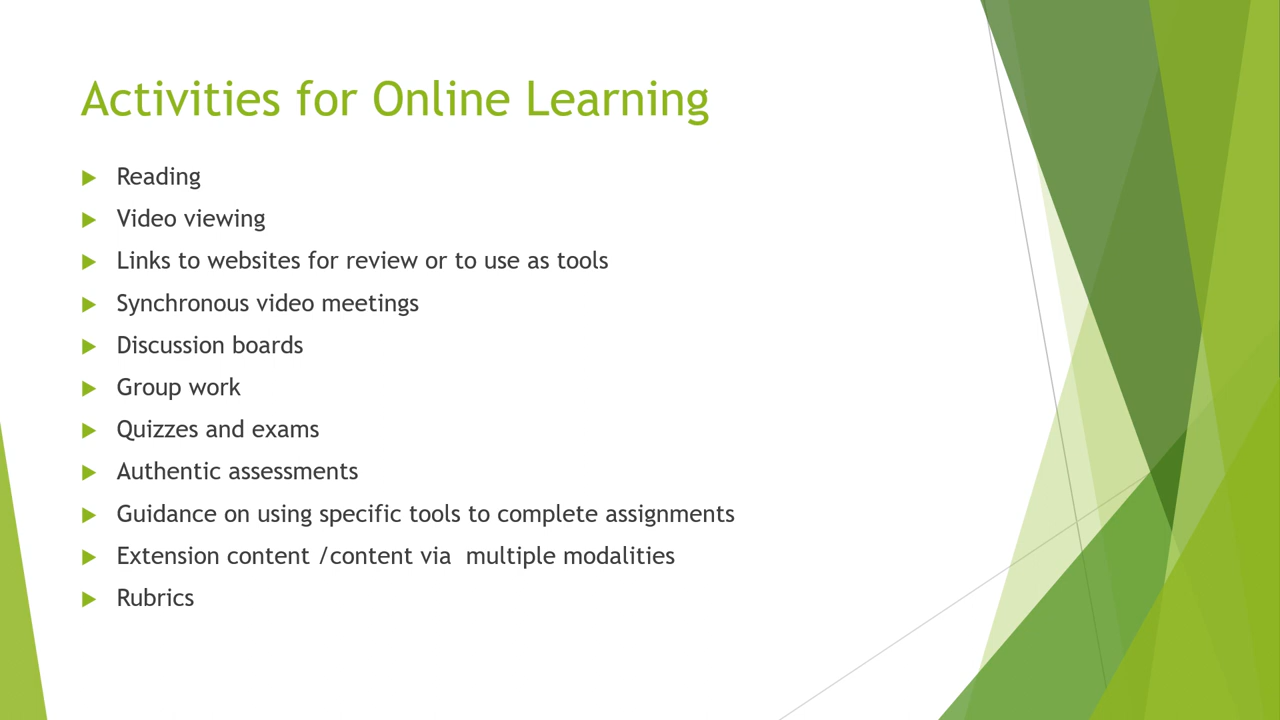 Activities for Online Learning
Reading
Video viewing
Links to websites for review or to use as tools
Synchronous video meetings
Discussion boards
Group work
Quizzes and exams
Authentic assessments
Guidance on using specific tools to complete assignments
Extension content /content via  multiple modalities
Rubrics